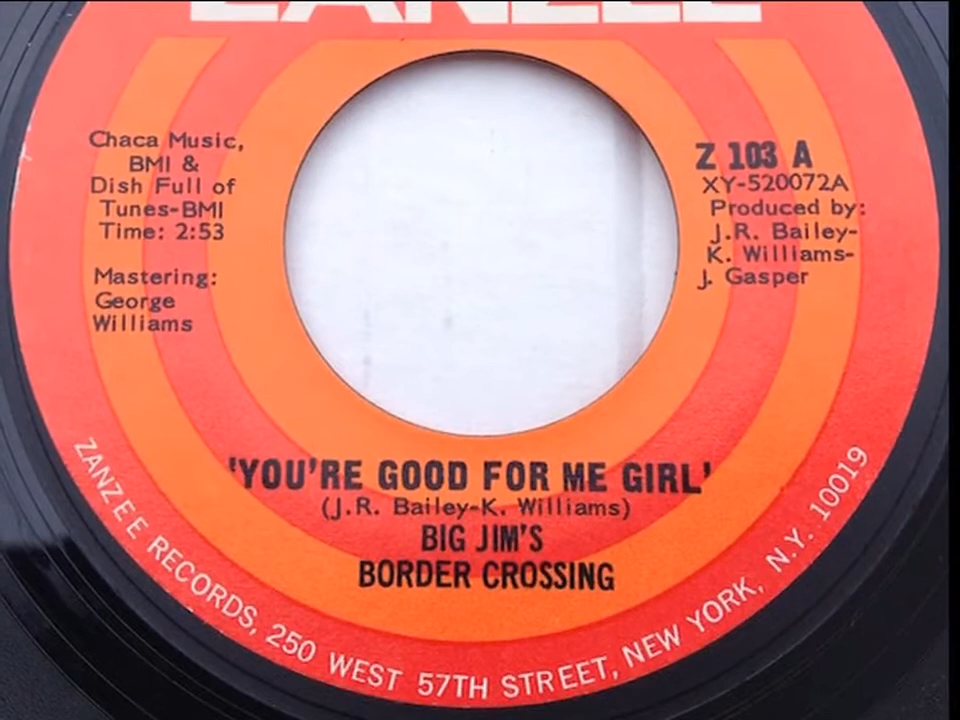 ZANZEE
Chaca Music,
BMI &
Dish Full of
Tunes-BMI
Time: 2:53
Mastering:
George
Williams
Z 103 A
XY-520072A
Produced by:
J.R. Bailey-
K. Williams-
J. Gasper
'YOU'RE GOOD FOR ME GIRL'
(J.R. Bailey-K. Williams)
BIG JIM'S
BORDER CROSSING
ZANZEE RECORDS, 250 WEST 57TH STREET, NEW YORK, N.Y. 10019